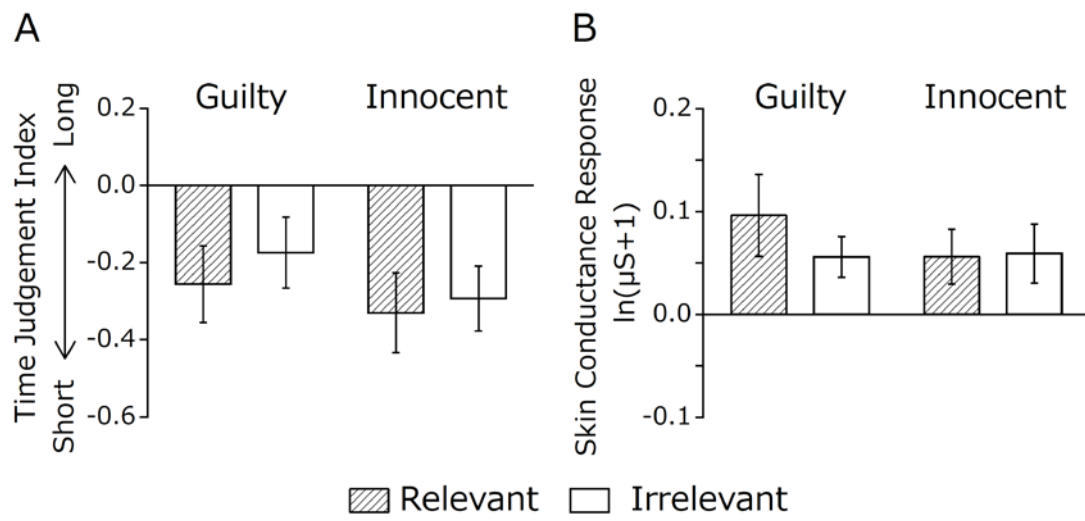 A
Guilty Innocent
Time Judgement Index
Short Long
0.2
0.0
-0.2
-0.4
-0.6
B
Guilty Innocent
Skin Conductance Response
ln(μS+1)
0.2
0.1
0.0
-0.1
Relevant Irrelevant